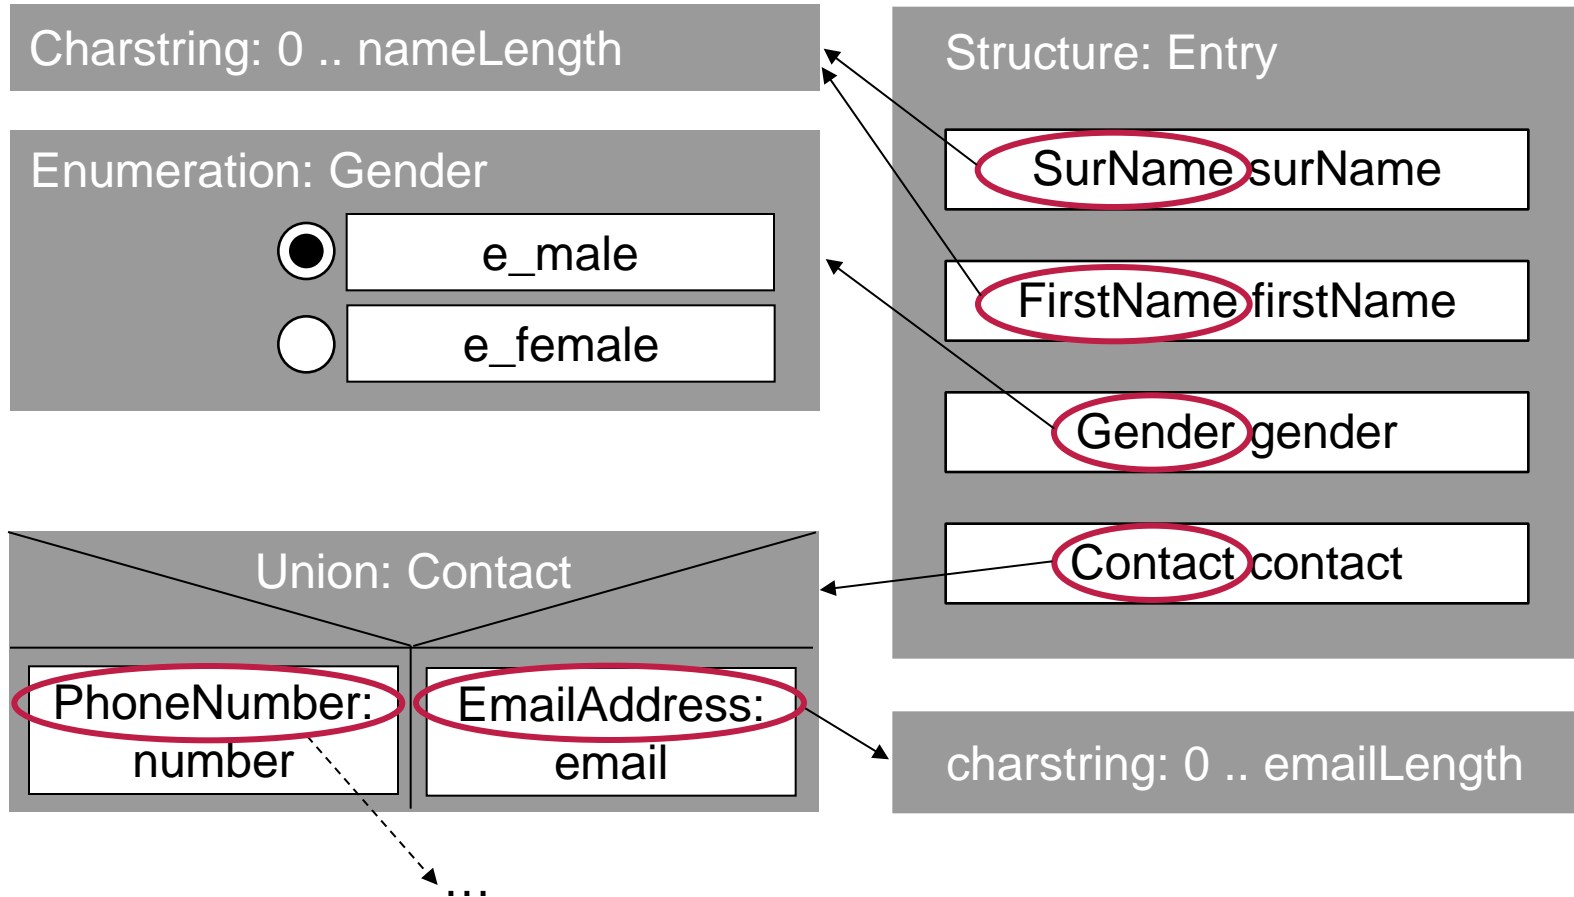 Charstring: 0 .. nameLength
Enumeration: Gender
e_male
e_female
Structure: Entry
SurName surName
FirstName firstName
Gender gender
Contact contact
Union: Contact
PhoneNumber:
number
EmailAddress:
email
charstring: 0 .. emailLength
...